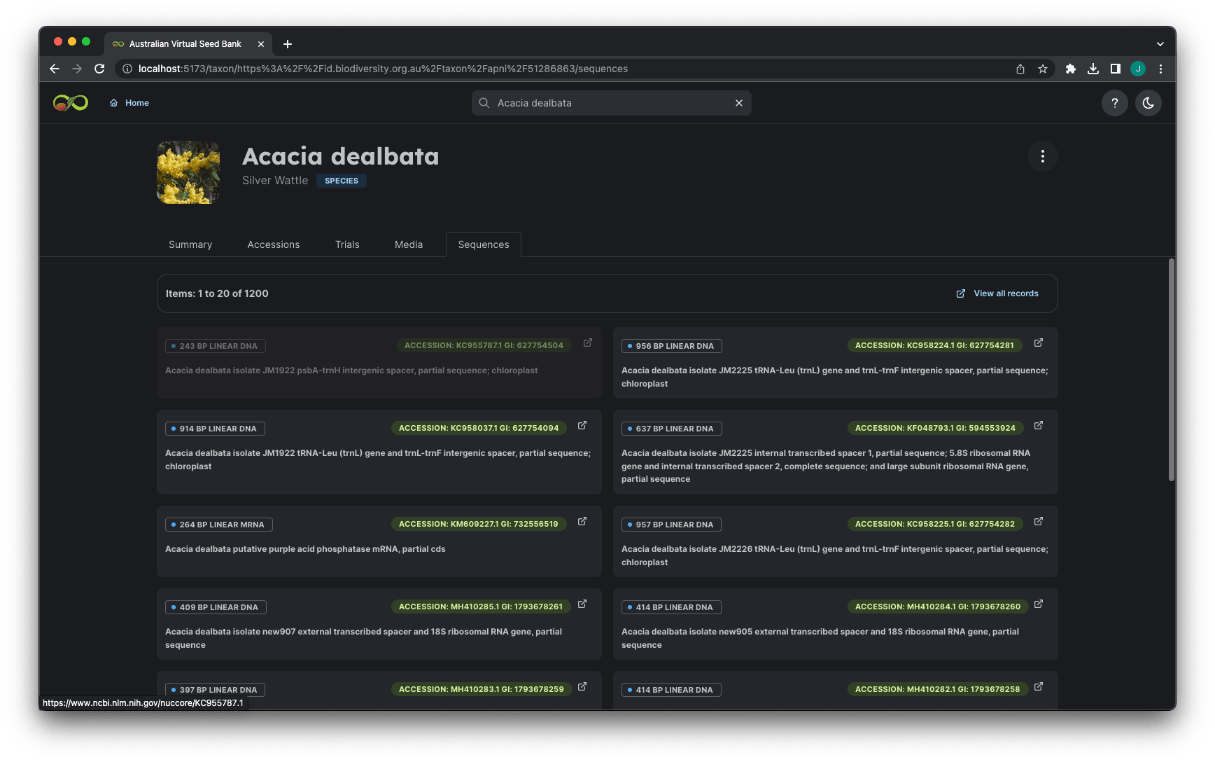 Australian Virtual Seed Bank
localhost:5173/taxon/https%3A%2F%2Fid.biodiversity.org.au%2Ftaxon%2Fapni%2F51286863/sequences
J
Home
Acacia dealbata
?
Acacia dealbata
Silver Wattle SPECIES
Summary Accessions Trials Media Sequences
Items: 1 to 20 of 1200 View all records
243 BP LINEAR DNA ACCESSION: KC955787.1 GI: 627754504
Acacia dealbata isolate JM1922 psbA-trnH intergenic spacer, partial sequence; chloroplast
956 BP LINEAR DNA ACCESSION: KC958224.1 GI: 627754281
Acacia dealbata isolate JM2225 tRNA-Leu (trnL) gene and trnL-trnF intergenic spacer, partial sequence;
chloroplast
914 BP LINEAR DNA ACCESSION: KC958037.1 GI: 627754094
Acacia dealbata isolate JM1922 tRNA-Leu (trnL) gene and trnL-trnF intergenic spacer, partial sequence;
chloroplast
637 BP LINEAR DNA ACCESSION: KF048793.1 GI: 594553924
Acacia dealbata isolate JM2225 internal transcribed spacer 1, partial sequence; 5.8S ribosomal RNA
gene and internal transcribed spacer 2, complete sequence; and large subunit ribosomal RNA gene,
partial sequence
264 BP LINEAR MRNA ACCESSION: KM609227.1 GI: 732556519
Acacia dealbata putative purple acid phosphatase mRNA, partial cds
957 BP LINEAR DNA ACCESSION: KC958225.1 GI: 627754282
Acacia dealbata isolate JM2226 tRNA-Leu (trnL) gene and trnL-trnF intergenic spacer, partial sequence;
chloroplast
409 BP LINEAR DNA ACCESSION: MH410285.1 GI: 1793678261
Acacia dealbata isolate new907 external transcribed spacer and 18S ribosomal RNA gene, partial
sequence
414 BP LINEAR DNA ACCESSION: MH410284.1 GI: 1793678260
Acacia dealbata isolate new905 external transcribed spacer and 18S ribosomal RNA gene, partial
sequence
397 BP LINEAR DNA ACCESSION: MH410283.1 GI: 1793678259
414 BP LINEAR DNA ACCESSION: MH410282.1 GI: 1793678258
https://www.ncbi.nlm.nih.gov/nuccore/KC955787.1